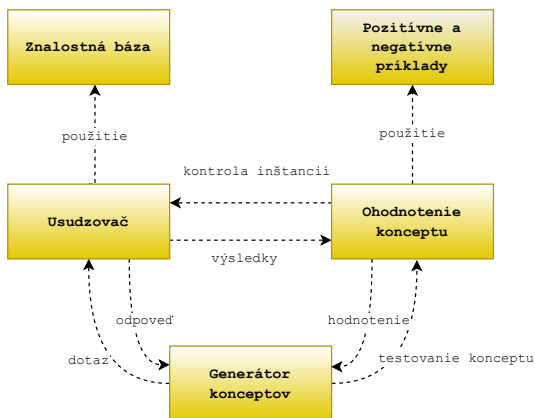 Znalostná báza
Pozitívne a
negatívne
príklady
použitie
použitie
kontrola inštancií
Usudzovač
Ohodnotenie
konceptu
výsledky
odpoveď
hodnotenie
dotaz
testovanie konceptu
Generátor
konceptov